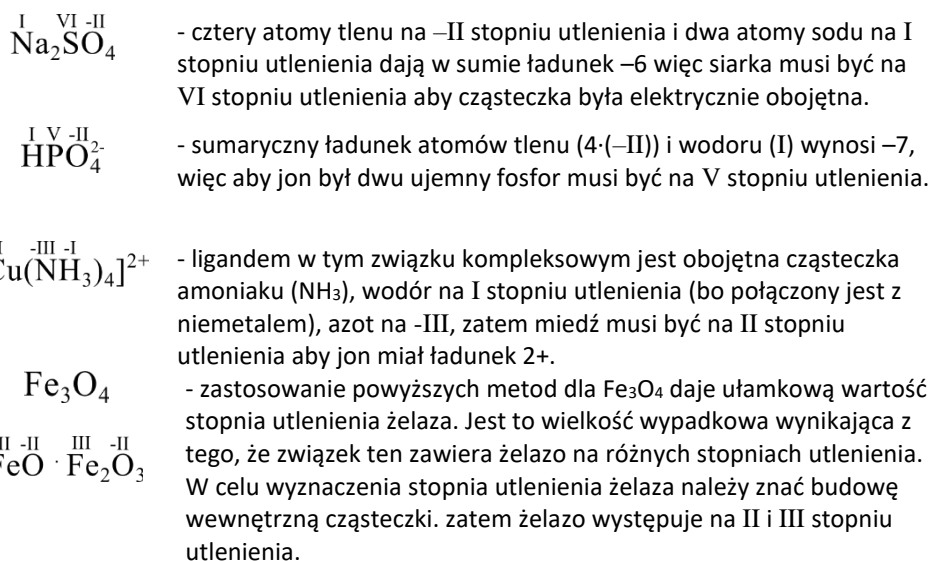 I VI -II
Na2SO4
- cztery atomy tlenu na –II stopniu utlenienia i dwa atomy sodu na I
stopniu utlenienia dają w sumie ładunek –6 więc siarka musi być na
VI stopniu utlenienia aby cząsteczka była elektrycznie obojętna.
I V -II
HPO4 2-
- sumaryczny ładunek atomów tlenu (4·(–II)) i wodoru (I) wynosi –7,
więc aby jon był dwu ujemny fosfor musi być na V stopniu utlenienia.
I -III -I
Cu(NH3)4]2+
- ligandem w tym związku kompleksowym jest obojętna cząsteczka
amoniaku (NH3), wodór na I stopniu utlenienia (bo połączony jest z
niemetalem), azot na -III, zatem miedź musi być na II stopniu
utlenienia aby jon miał ładunek 2+.
Fe3O4
- zastosowanie powyższych metod dla Fe3O4 daje ułamkową wartość
stopnia utlenienia żelaza. Jest to wielkość wypadkowa wynikająca z
II -II III -II
FeO · Fe2O3
tego, że związek ten zawiera żelazo na różnych stopniach utlenienia.
W celu wyznaczenia stopnia utlenienia żelaza należy znać budowę
wewnętrzną cząsteczki. zatem żelazo występuje na II i III stopniu
utlenienia.